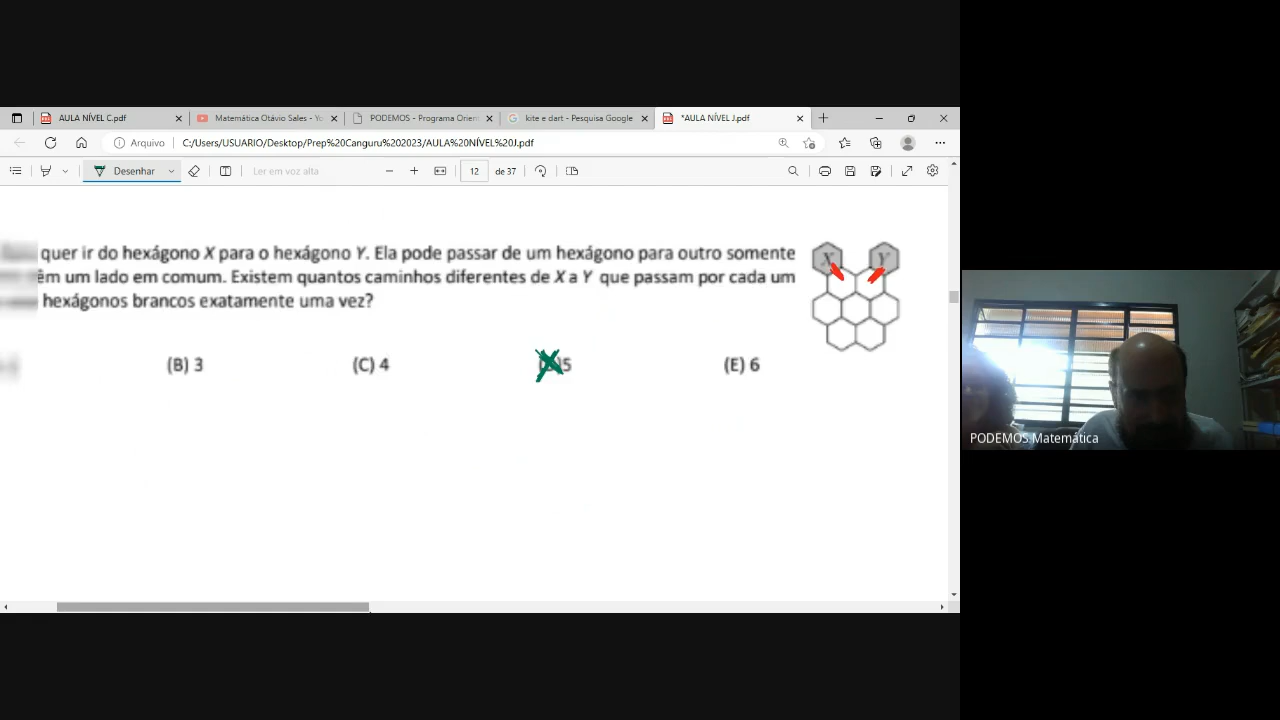 AULA NÍVEL C.pdf
Matemática Otávio Sales - Yo
PODEMOS - Programa Orien
kite e dart - Pesquisa Google
*AULA NÍVEL J.pdf
Arquivo C:/Users/USUARIO/Desktop/Prep%20Canguru%202023/AULA%20NÍVEL%20J.pdf
Desenhar
Ler em voz alta
12 de 37
quer ir do hexágono X para o hexágono Y. Ela pode passar de um hexágono para outro somente
êm um lado em comum. Existem quantos caminhos diferentes de X a Y que passam por cada um
hexágonos brancos exatamente uma vez?
X Y
(B) 3 (C) 4 5 (E) 6
PODEMOS Matemática